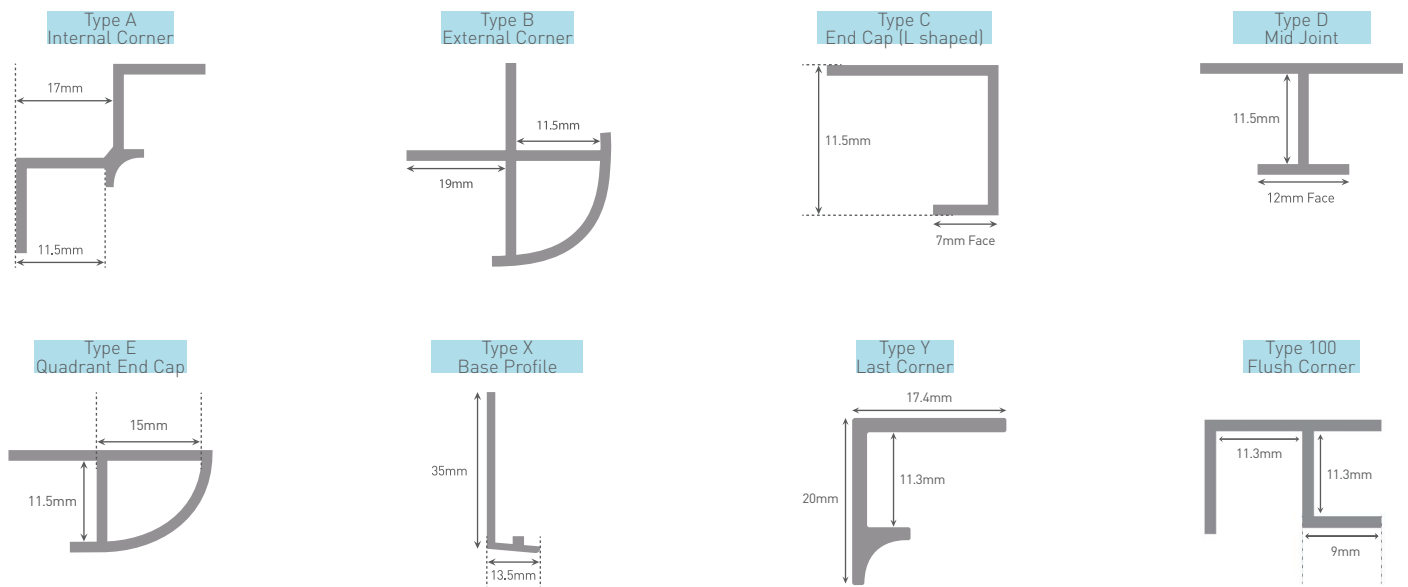 Type A
Internal Corner
17mm
11.5mm
Type B
External Corner
11.5mm
19mm
Type C
End Cap (L shaped)
11.5mm
7mm Face
Type D
Mid Joint
11.5mm
12mm Face
Type E
Quadrant End Cap
15mm
11.5mm
Type X
Base Profile
35mm
13.5mm
Type Y
Last Corner
17.4mm
11.3mm
20mm
Type 100
Flush Corner
11.3mm
11.3mm
9mm